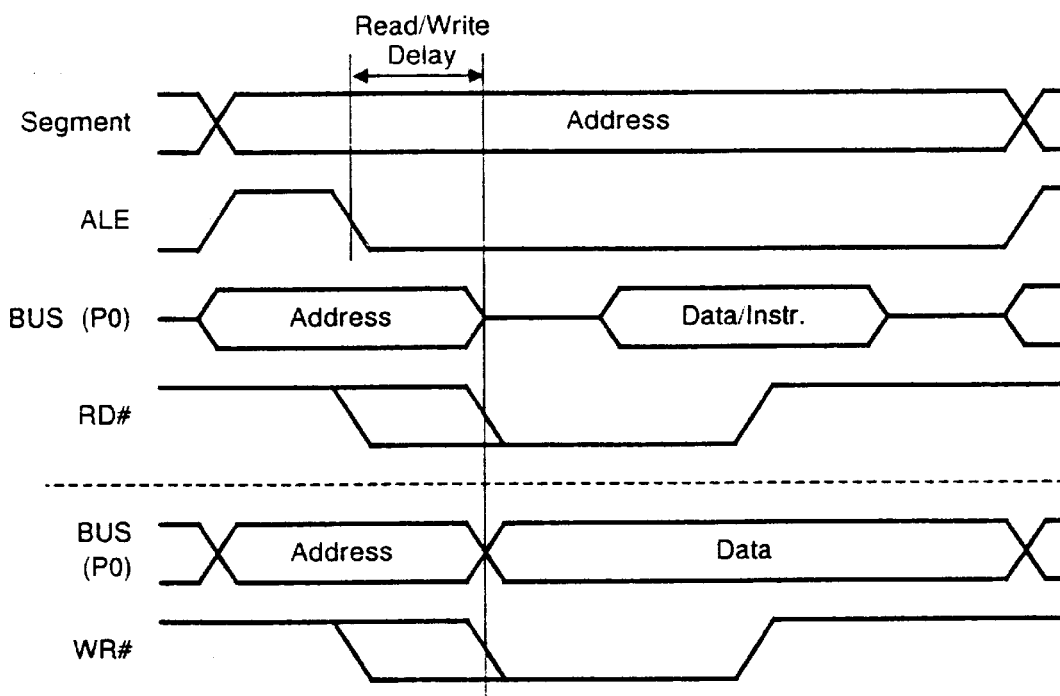 Read/Write
Delay
Segment
Address
ALE
BUS (P0)
Address
Data/Instr.
RD#
BUS
(P0)
Address
Data
WR#